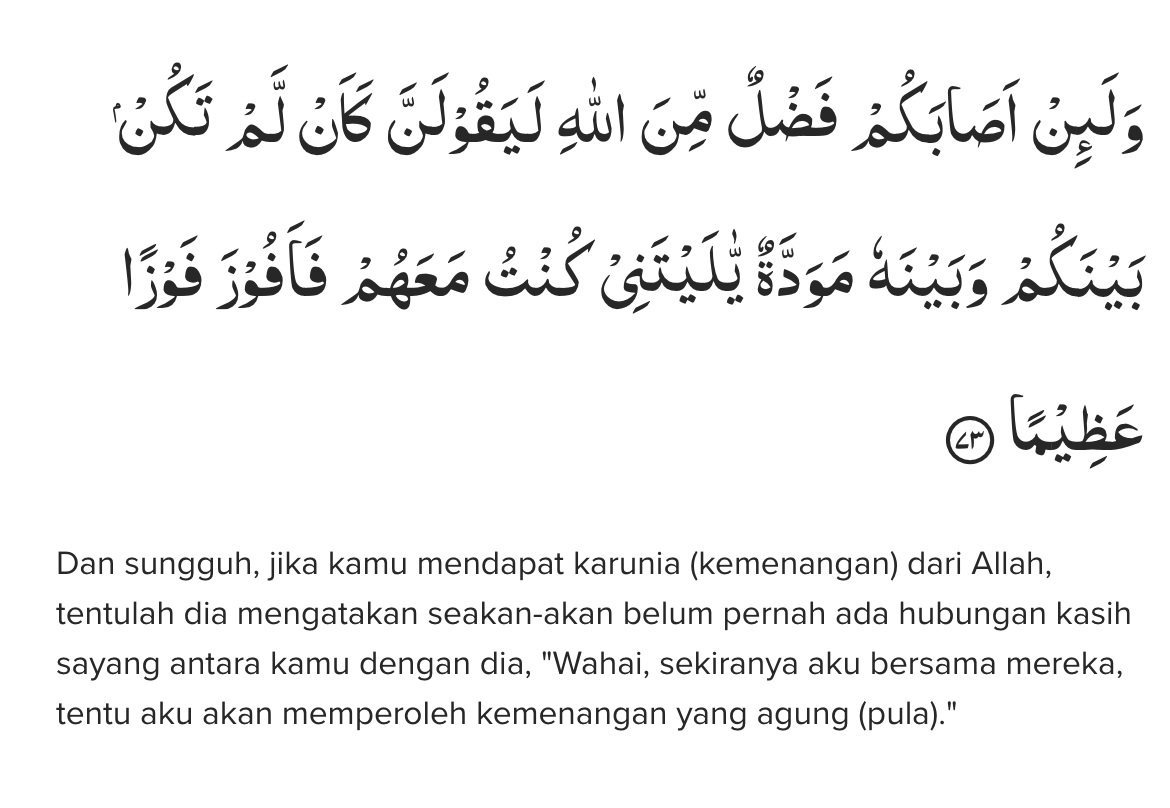 وَلَىِٕنْ اَصَابَكُمْ فَضْلٌ مِّنَ اللّٰهِ لَيَقُوْلَنَّ كَاَنْ لَّمْ تَكُنْۢ
بَيْنَكُمْ وَبَيْنَهٗ مَوَدَّةٌ يّٰلَيْتَنِيْ كُنْتُ مَعَهُمْ فَاَفُوْزَ فَوْزًا
عَظِيْمًا ٧٣
Dan sungguh, jika kamu mendapat karunia (kemenangan) dari Allah,
tentulah dia mengatakan seakan-akan belum pernah ada hubungan kasih
sayang antara kamu dengan dia, "Wahai, sekiranya aku bersama mereka,
tentu aku akan memperoleh kemenangan yang agung (pula)."